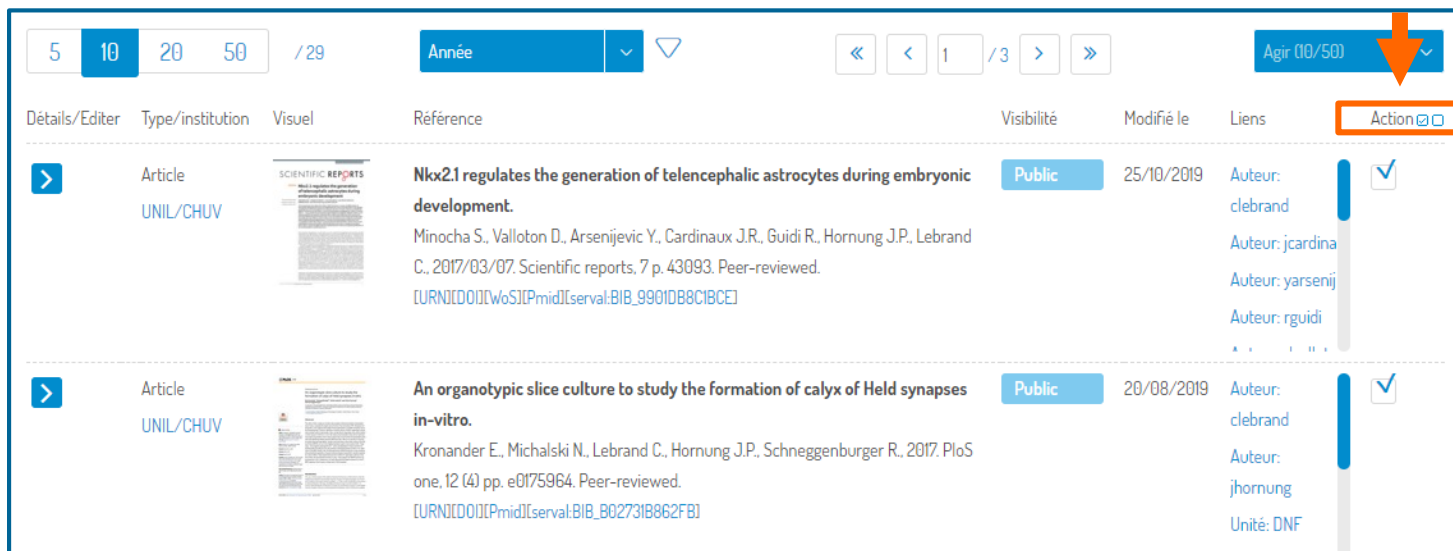 5 10 20 50 / 29 Année 1 / 3 Agir (10/50)
Détails/Editer Type/institution Visuel Référence Visibilité Modifié le Liens Action
Article
UNIL/CHUV
SCIENTIFIC REPORTS
Nkx2.1 regulates the generation of telencephalic astrocytes during embryonic
development.
Minocha S., Valloton D., Arsenijevic Y., Cardinaux J.R., Guidi R., Hornung J.P., Lebrand
C., 2017/03/07. Scientific reports, 7 p. 43093. Peer-reviewed.
[URN][DOI][WoS][Pmid][serval:BIB_9901DB8C1BCE]
Public
25/10/2019
Auteur:
clebrand
Auteur: jcardina
Auteur: yarsenij
Auteur: rguidi
Article
UNIL/CHUV
An organotypic slice culture to study the formation of calyx of Held synapses
in-vitro.
Kronander E., Michalski N., Lebrand C., Hornung J.P., Schneggenburger R., 2017. PloS
one, 12 (4) pp. e0175964. Peer-reviewed.
[URN][DOI][Pmid][serval:BIB_B02731B862FB]
Public
20/08/2019
Auteur:
clebrand
Auteur:
jhornung
Unité: DNF